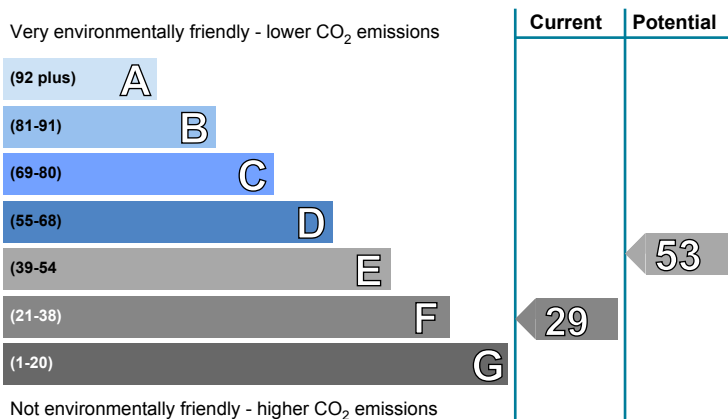 Current Potential
Very environmentally friendly - lower CO2 emissions
(92 plus) A
(81-91) B
(69-80) C
(55-68) D
(39-54 E
53
(21-38) F
29
(1-20) G
Not environmentally friendly - higher CO2 emissions